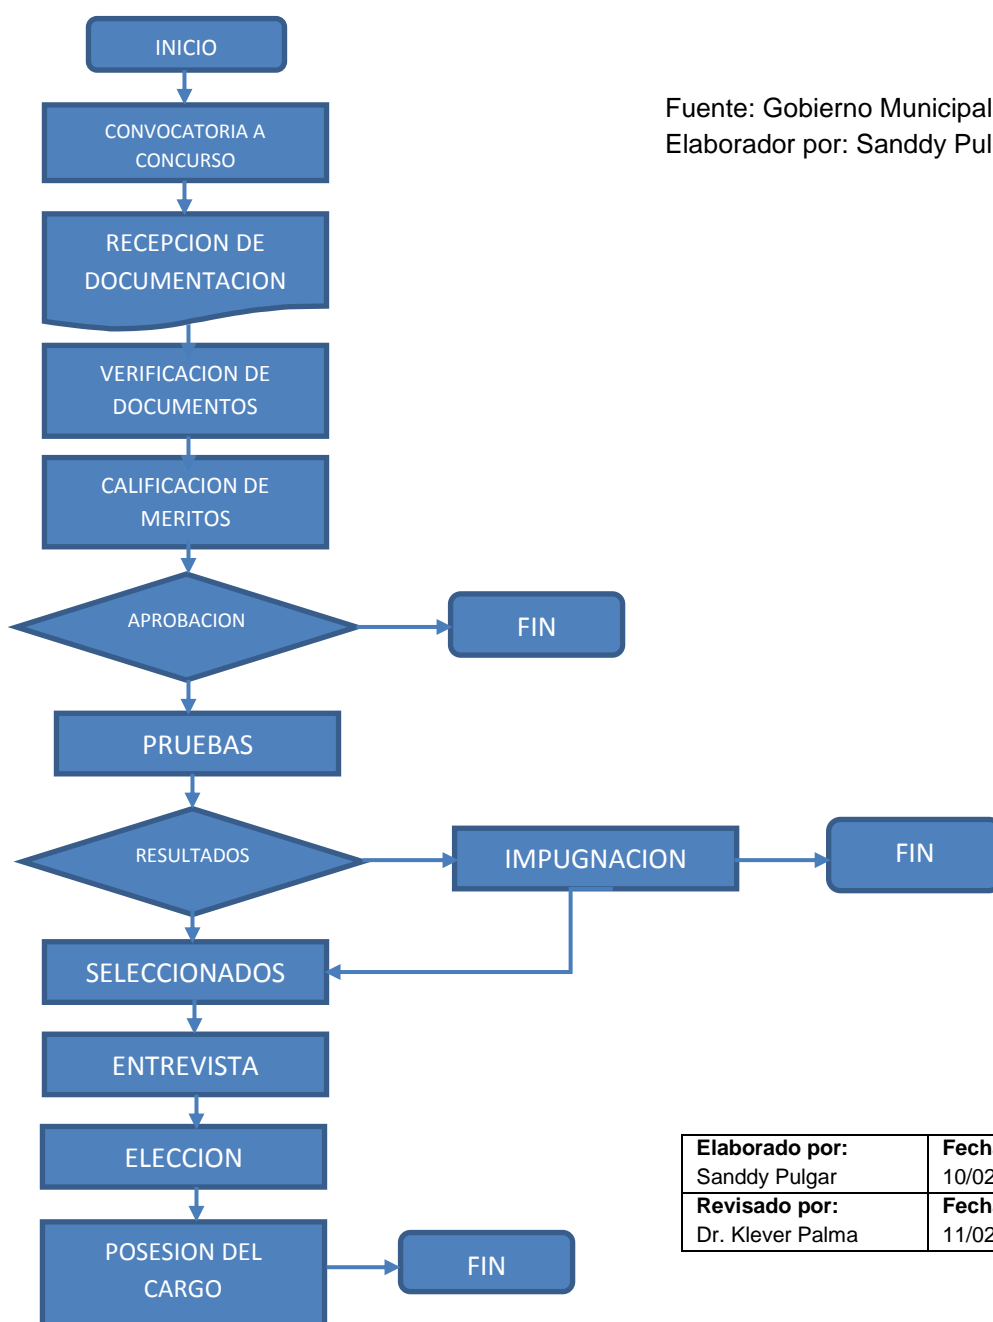 INICIO
Fuente: Gobierno Municipal
Elaborador por: Sanddy Pul
CONVOCATORIA A
CONCURSO
RECEPCION DE
DOCUMENTACION
VERIFICACION DE
DOCUMENTOS
CALIFICACION DE
MERITOS
APROBACION
FIN
PRUEBAS
RESULTADOS
IMPUGNACION
FIN
SELECCIONADOS
ENTREVISTA
ELECCION
POSESION DEL
CARGO
FIN
Elaborado por: Fech
Sanddy Pulgar 10/02
Revisado por: Fech
Dr. Klever Palma 11/02